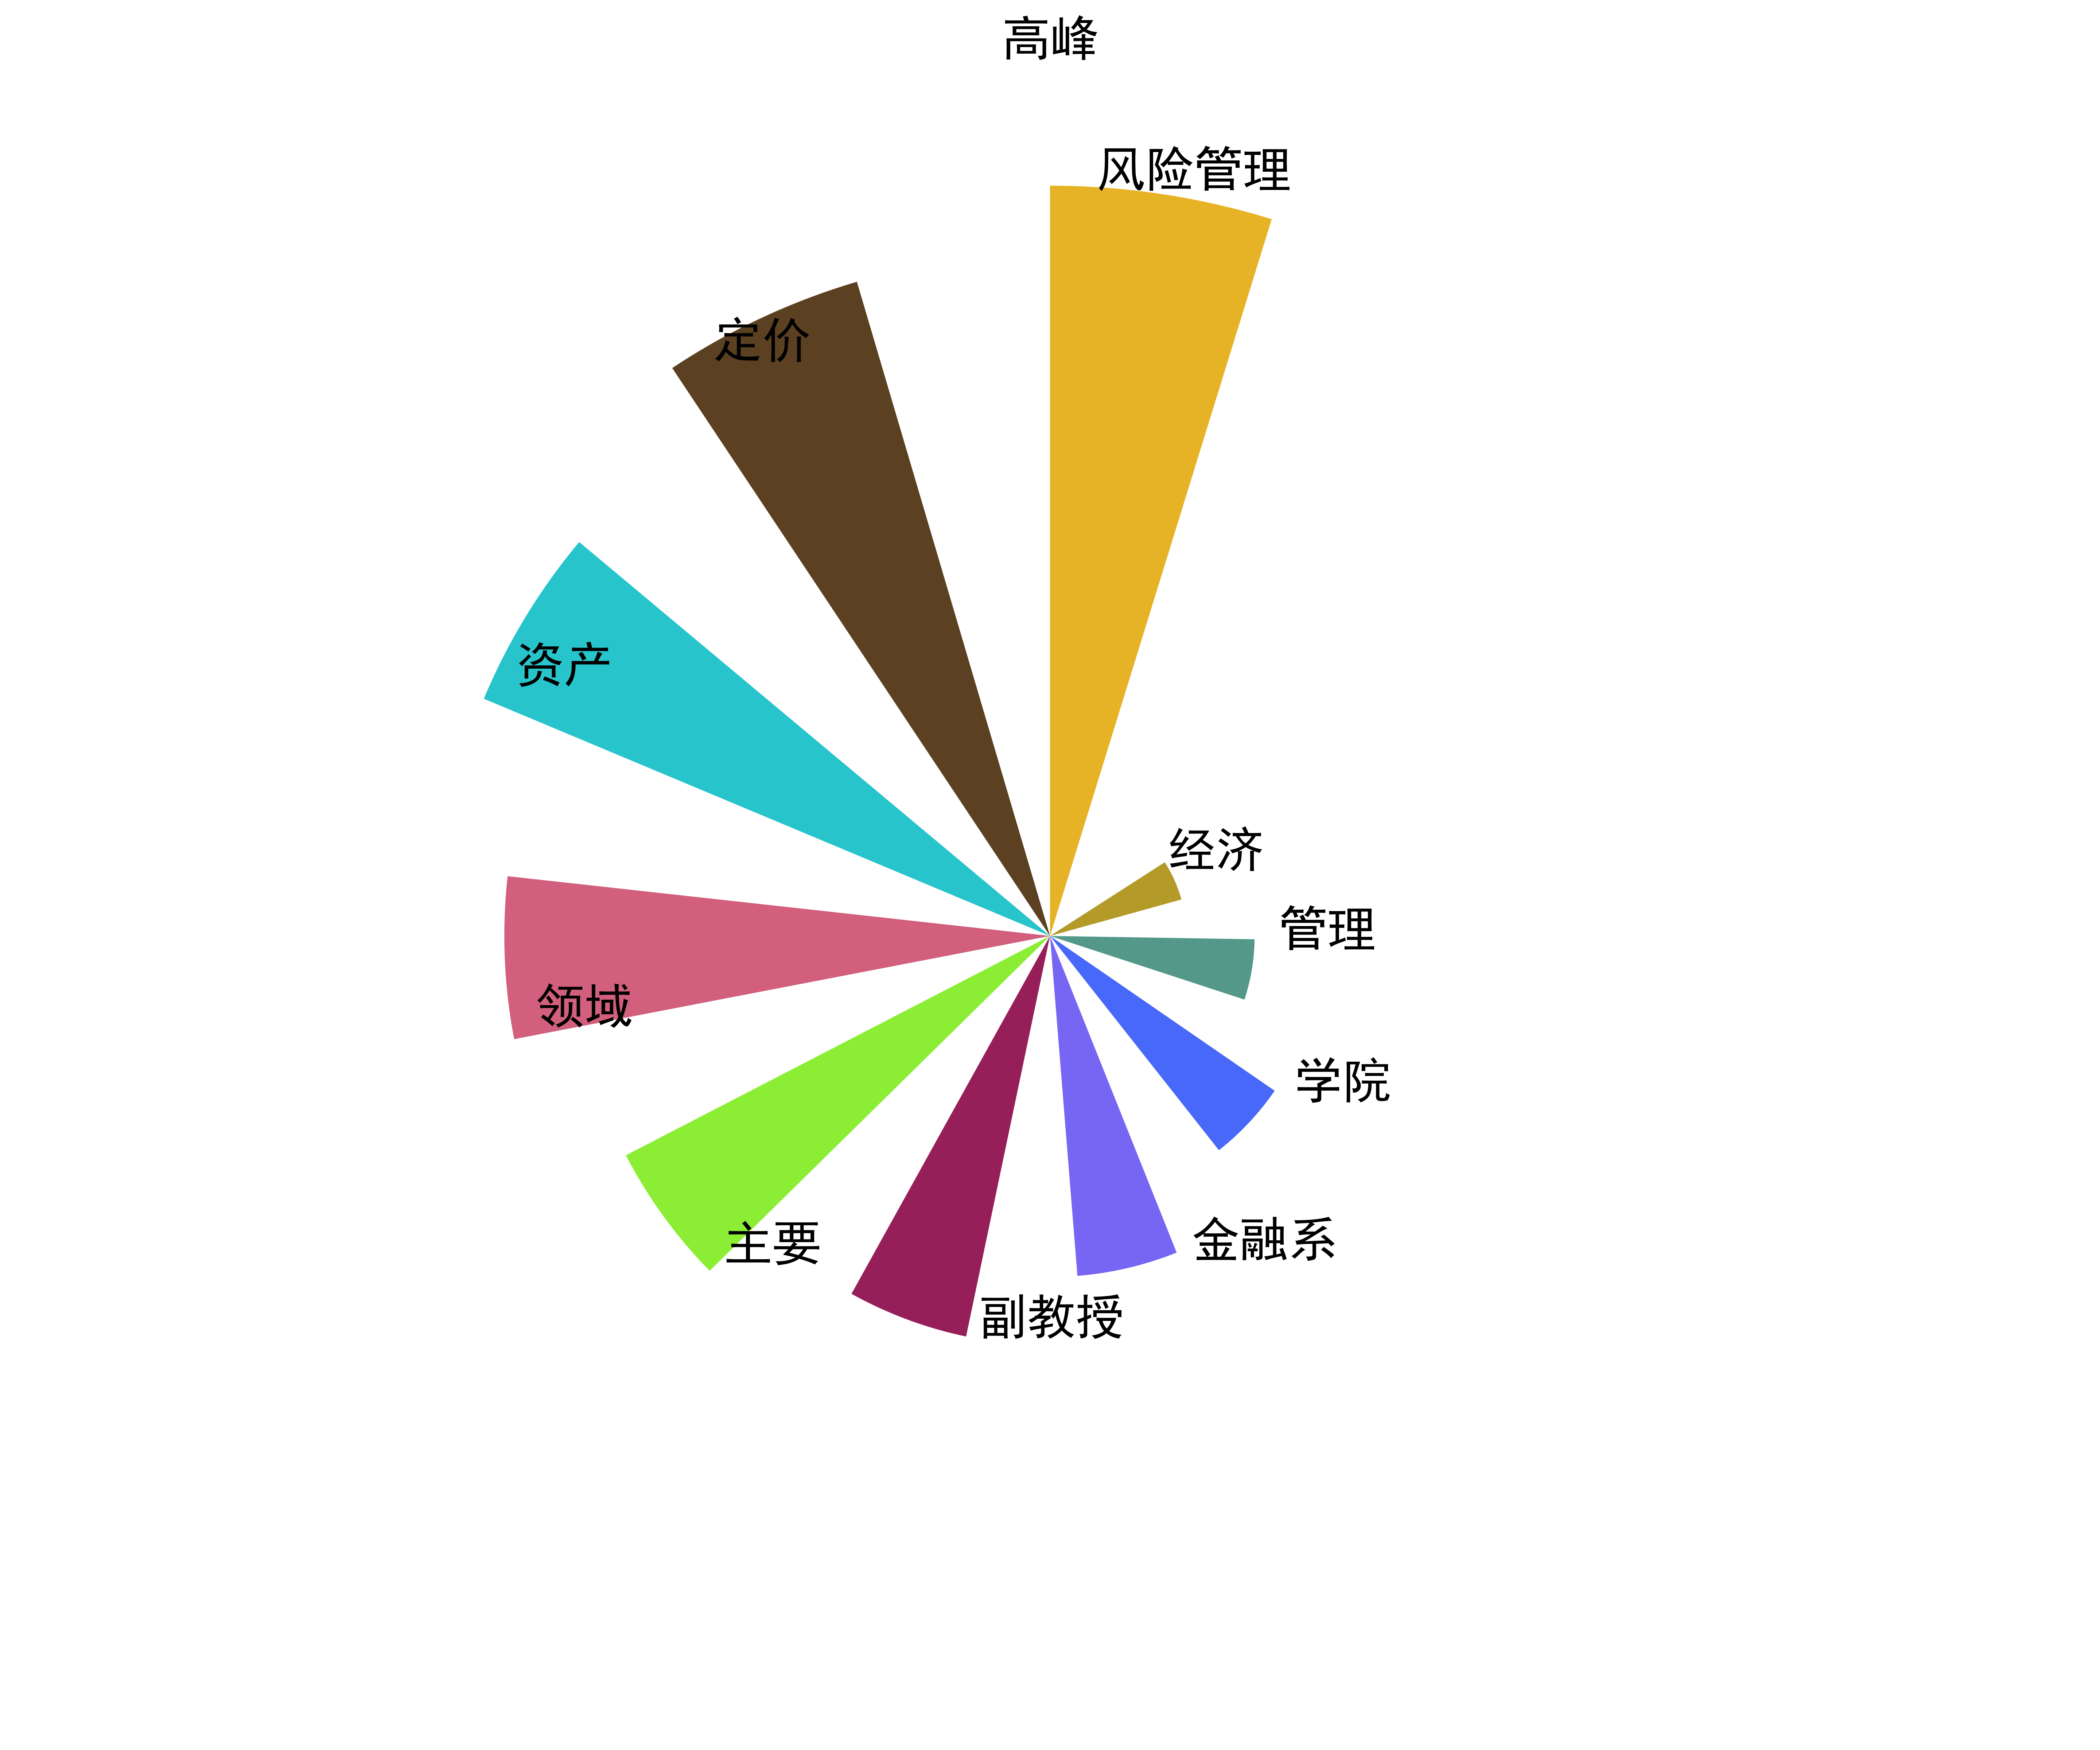 高峰
风险管理
定价
资产
经济
管理
领域
学院
主要
金融系
副教授